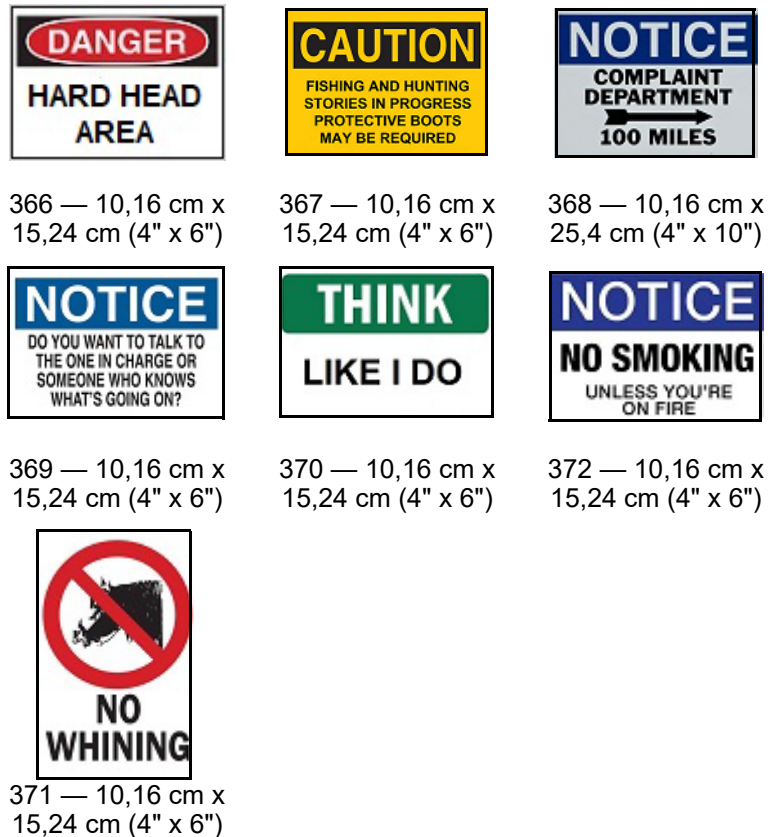 DANGER
HARD HEAD
AREA
366 — 10,16 cm x
15,24 cm (4" x 6")
CAUTION
FISHING AND HUNTING
STORIES IN PROGRESS
PROTECTIVE BOOTS
MAY BE REQUIRED
367 — 10,16 cm x
15,24 cm (4" x 6")
NOTICE
COMPLAINT
DEPARTMENT
100 MILES
368 — 10,16 cm x
25,4 cm (4" x 10")
NOTICE
DO YOU WANT TO TALK TO
THE ONE IN CHARGE OR
SOMEONE WHO KNOWS
WHAT'S GOING ON?
369 — 10,16 cm x
15,24 cm (4" x 6")
THINK
LIKE I DO
370 — 10,16 cm x
15,24 cm (4" x 6")
NOTICE
NO SMOKING
UNLESS YOU'RE
ON FIRE
372 — 10,16 cm x
15,24 cm (4" x 6")
NO
WHINING
371 — 10,16 cm x
15,24 cm (4" x 6")